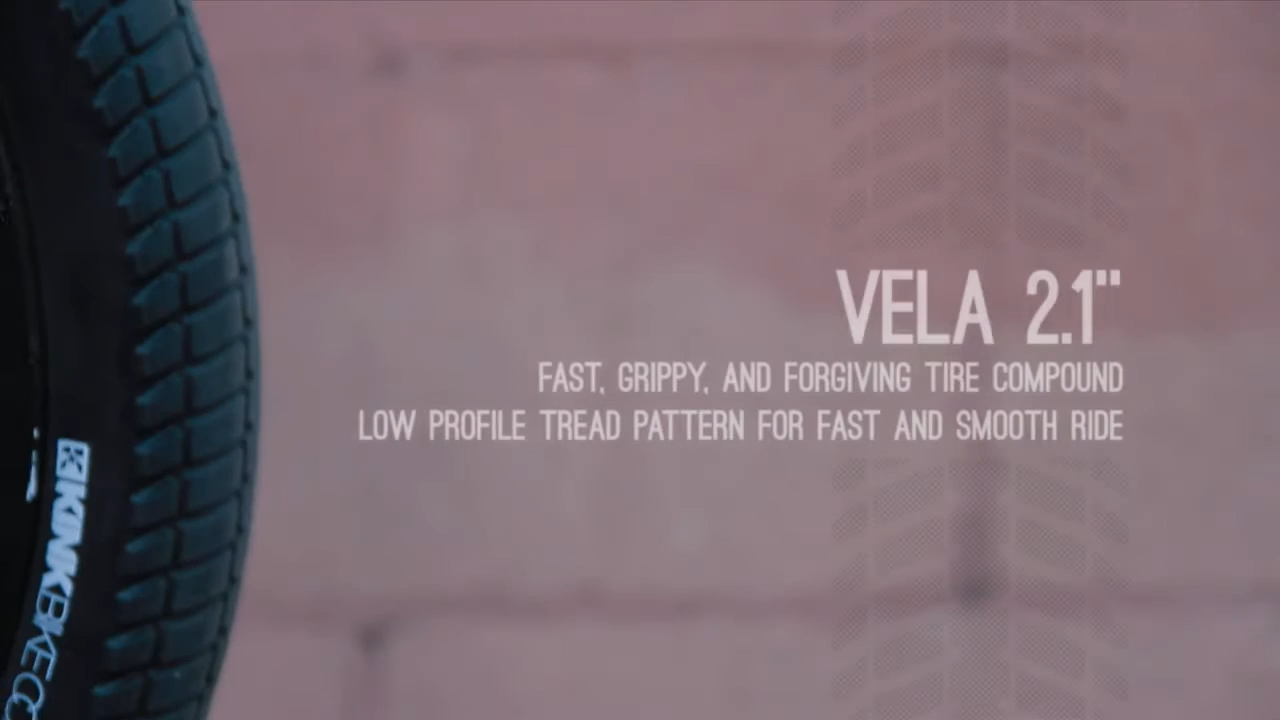 VELA 2.1"
FAST, GRIPPY, AND FORGIVING TIRE COMPOUND
LOW PROFILE TREAD PATTERN FOR FAST AND SMOOTH RIDE
KINKBIKECO